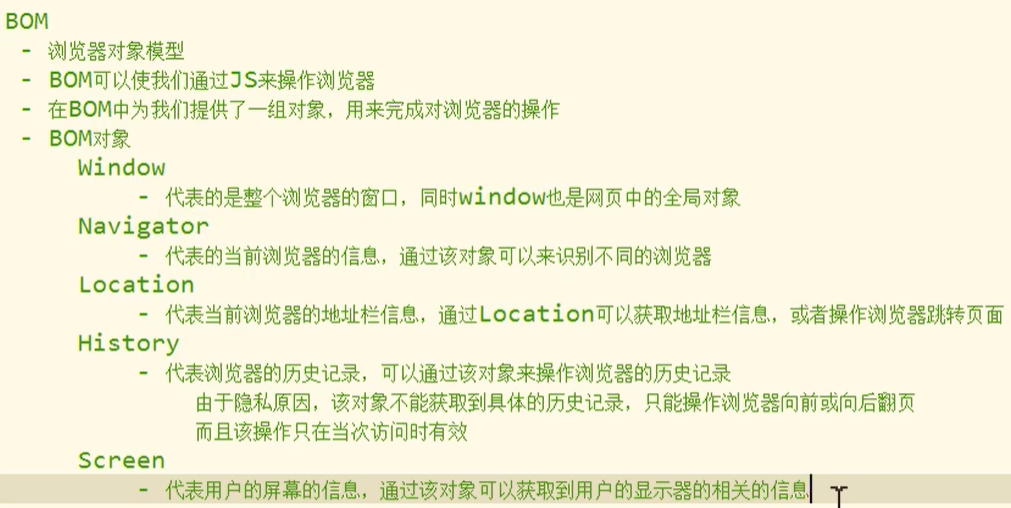 BOM
- 浏览器对象模型
- BOM可以使我们通过JS来操作浏览器
- 在BOM中为我们提供了一组对象，用来完成对浏览器的操作
- BOM对象
Window
- 代表的是整个浏览器的窗口，同时window也是网页中的全局对象
Navigator
- 代表的当前浏览器的信息，通过该对象可以来识别不同的浏览器
Location
- 代表当前浏览器的地址栏信息，通过Location可以获取地址栏信息，或者操作浏览器跳转页面
History
- 代表浏览器的历史记录，可以通过该对象来操作浏览器的历史记录
由于隐私原因，该对象不能获取到具体的历史记录，只能操作浏览器向前或向后翻页
而且该操作只在当次访问时有效
Screen
- 代表用户的屏幕的信息，通过该对象可以获取到用户的显示器的相关的信息